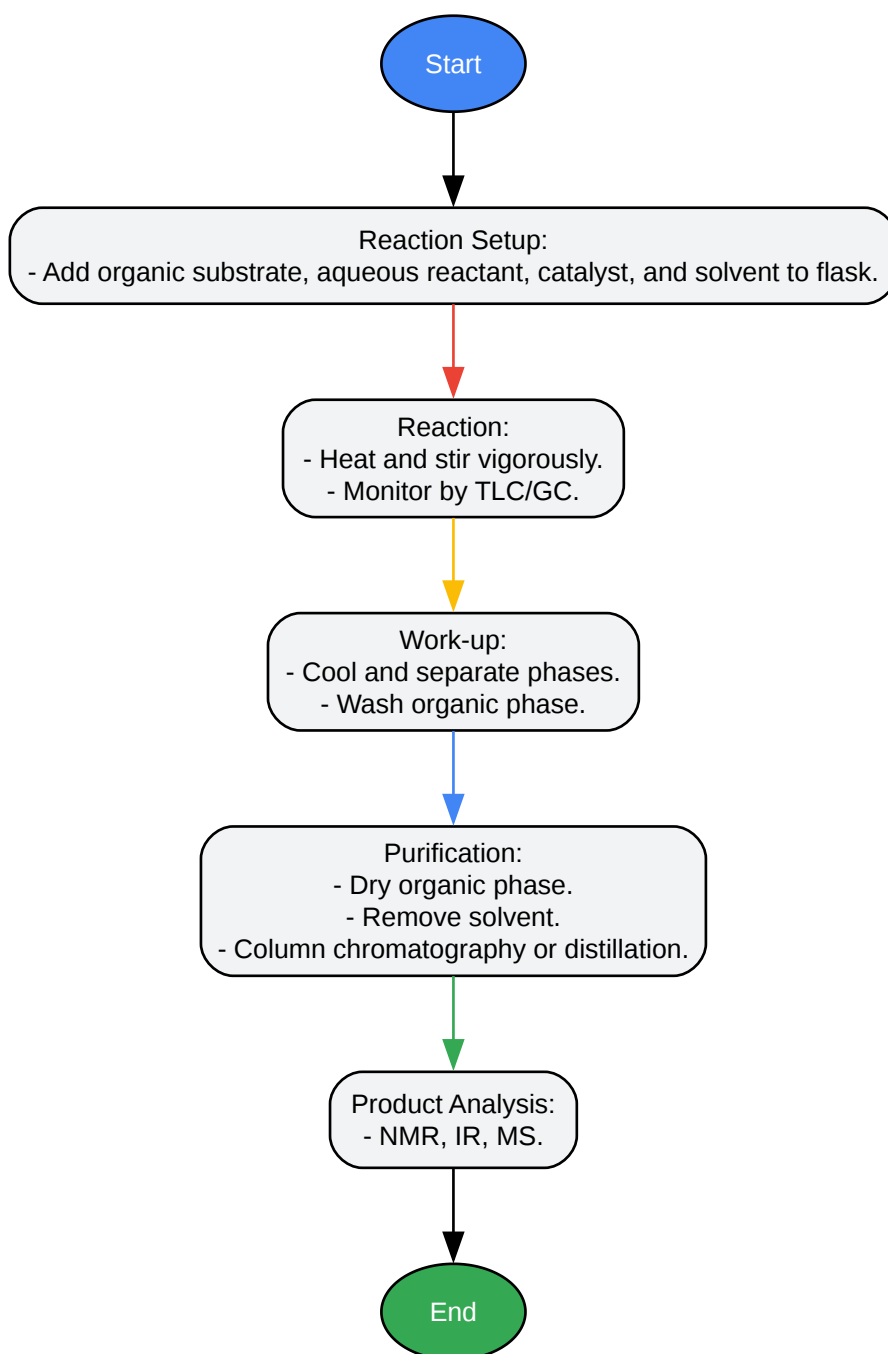 Start
Reaction Setup:
- Add organic substrate, aqueous reactant, catalyst, and solvent to flask.
Reaction:
- Heat and stir vigorously.
- Monitor by TLC/GC.
Work-up:
- Cool and separate phases.
- Wash organic phase.
Purification:
- Dry organic phase.
- Remove solvent.
- Column chromatography or distillation.
Product Analysis:
- NMR, IR, MS.
End